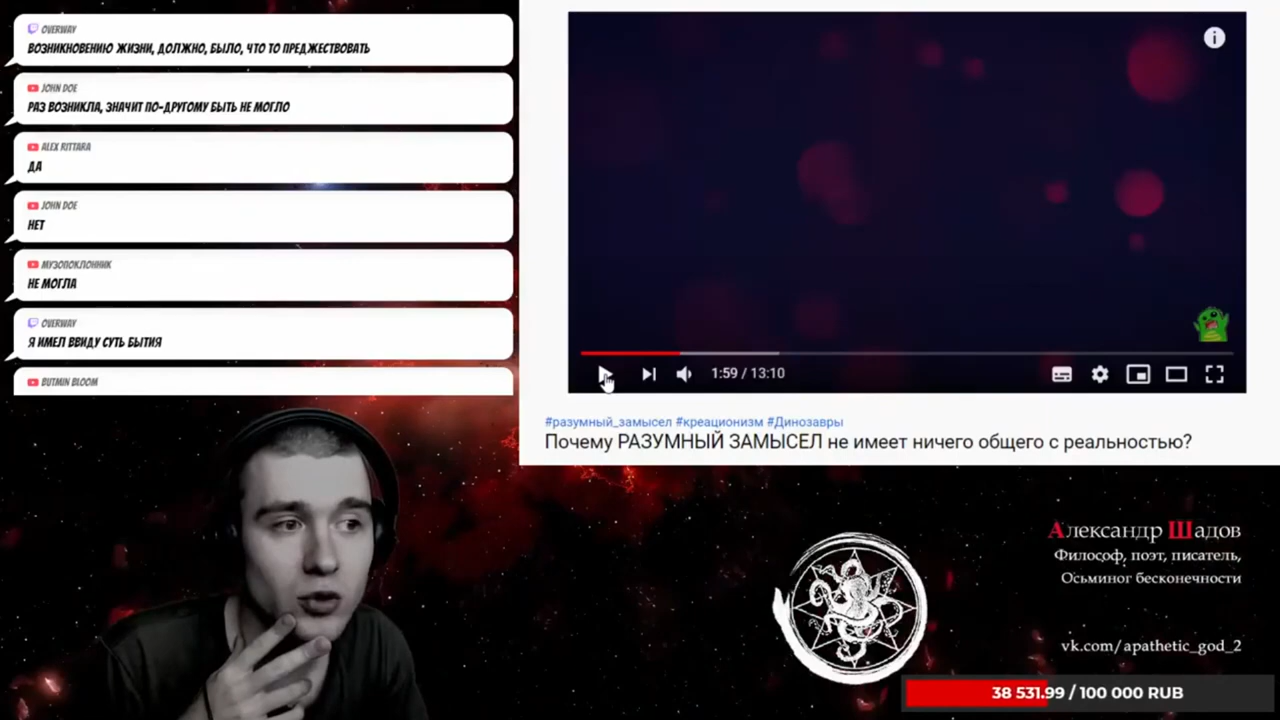 OVERWAY
ВОЗНИКНОВЕНИЮ ЖИЗНИ, ДОЛЖНО, БЫЛО, ЧТО ТО ПРЕДЖЕСТВОВАТЬ
JOHN DOE
РАЗ ВОЗНИКЛА, ЗНАЧИТ ПО-ДРУГОМУ БЫТЬ НЕ МОГЛО
ALEX RITTARA
ДА
JOHN DOE
НЕТ
МУЗОПОКЛОННИК
НЕ МОГЛА
OVERWAY
Я ИМЕЛ ВВИДУ СУТЬ БЫТИЯ
BUTMIN BLOOM
1:59 / 13:10
#разумный_замысел #креационизм #Динозавры
Почему РАЗУМНЫЙ ЗАМЫСЕЛ не имеет ничего общего с реальностью?
Александр Шадов
Философ, поэт, писатель,
Осьминог бесконечности
vk.com/apathetic_god_2
38 531.99 / 100 000 RUB